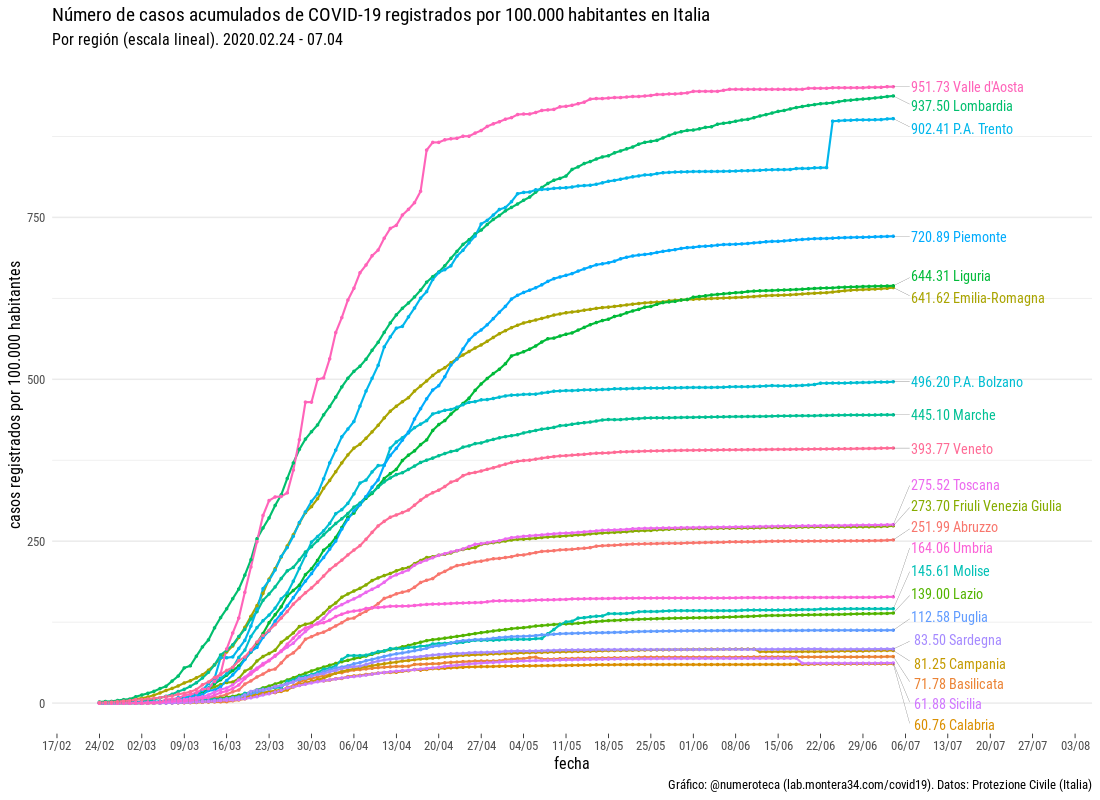 Número de casos acumulados de COVID-19 registrados por 100.000 habitantes en Italia
Por región (escala lineal). 2020.02.24 - 07.04
casos registrados por 100.000 habitantes
750
500
250
0
951.73 Valle d'Aosta
937.50 Lombardia
902.41 P.A. Trento
720.89 Piemonte
644.31 Liguria
641.62 Emilia-Romagna
496.20 P.A. Bolzano
445.10 Marche
393.77 Veneto
275.52 Toscana
273.70 Friuli Venezia Giulia
251.99 Abruzzo
164.06 Umbria
145.61 Molise
139.00 Lazio
112.58 Puglia
83.50 Sardegna
81.25 Campania
71.78 Basilicata
61.88 Sicilia
60.76 Calabria
17/02 24/02 02/03 09/03 16/03 23/03 30/03 06/04 13/04 20/04 27/04 04/05 11/05 18/05 25/05 01/06 08/06 15/06 22/06 29/06 06/07 13/07 20/07 27/07 03/08
fecha
Gráfico: @numeroteca (lab.montera34.com/covid19). Datos: Protezione Civile (Italia)